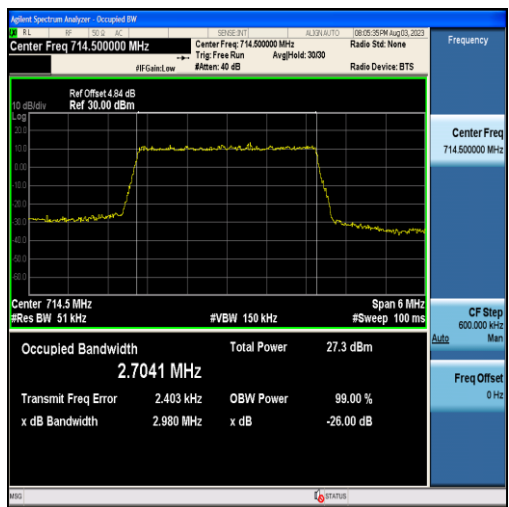 Agilent Spectrum Analyzer - Occupied BW
RL RF 50 Ω AC SENSE:INT ALIGN AUTO 08:05:35 PM Aug 03, 2023
Center Freq 714.500000 MHz
Center Freq: 714.500000 MHz
Radio Std: None
Trig: Free Run Avg|Hold: 30/30
#IFGain:Low
#Atten: 40 dB
Radio Device: BTS
Frequency
Ref Offset 4.84 dB
10 dB/div Ref 30.00 dBm
Log
20.0
10.0
0.00
-10.0
-20.0
-30.0
-40.0
-50.0
-60.0
Center Freq
714.500000 MHz
Center 714.5 MHz Span 6 MHz
#Res BW 51 kHz #VBW 150 kHz #Sweep 100 ms
CF Step
600.000 kHz
Auto Man
Freq Offset
0 Hz
Occupied Bandwidth Total Power 27.3 dBm
2.7041 MHz
Transmit Freq Error 2.403 kHz OBW Power 99.00 %
x dB Bandwidth 2.980 MHz x dB -26.00 dB
MSG STATUS